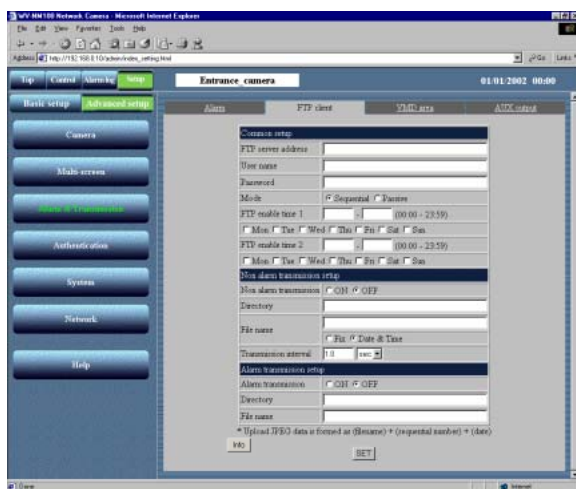 WV-NM100 Network Camera - Microsoft Internet Explorer
File Edit View Favorites Tools Help
Address http://192.168.0.10/admin/index_setting.html Go Links
Top Control Alarm log Setup Entrance_camera 01/01/2002 00:00
Basic setup Advanced setup
Alarm FTP client VMD area AUX output
Camera
Multi-screen
Alarm & Transmission
Authentication
System
Network
Help
Common setup
FTP server address
User name
Password
Mode Sequential Passive
FTP enable time 1 - (00:00 - 23:59)
Mon Tue Wed Thu Fri Sat Sun
FTP enable time 2 - (00:00 - 23:59)
Mon Tue Wed Thu Fri Sat Sun
Non alarm transmission setup
Non alarm transmission ON OFF
Directory
File name
Fix Date & Time
Transmission interval 1.0 sec
Alarm transmission setup
Alarm transmission ON OFF
Directory
File name
* Upload JPEG data is formed as (filename) + (sequential number) + (date)
Info
SET
Done Internet